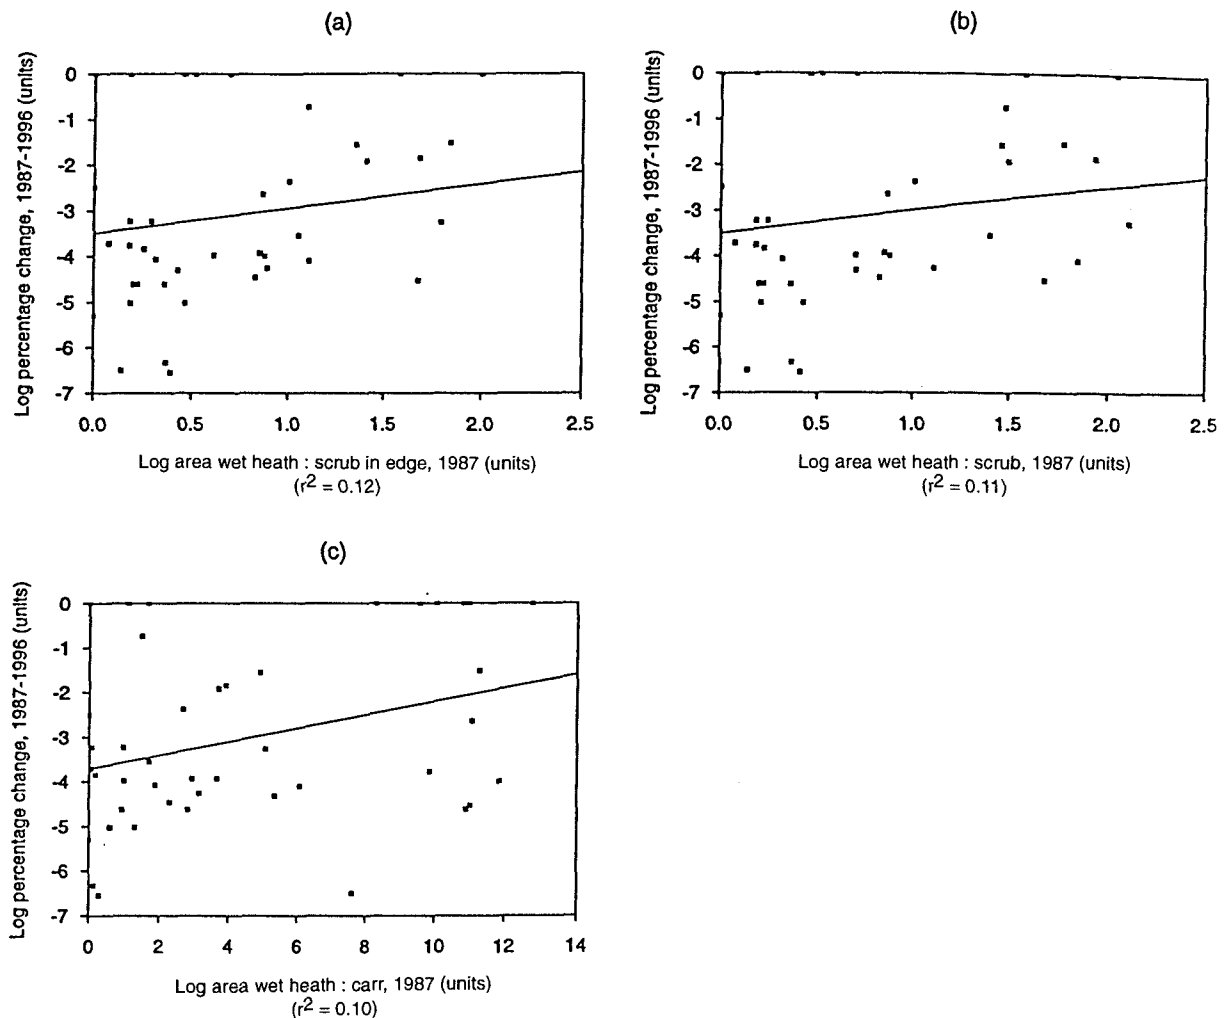 (a)
Log percentage change, 1987-1996 (units)
0
-1
-2
-3
-4
-5
-6
-7
0.0 0.5 1.0 1.5 2.0 2.5
Log area wet heath : scrub in edge, 1987 (units)
(r2 = 0.12)
(b)
Log percentage change, 1987-1996 (units)
0
-1
-2
-3
-4
-5
-6
-7
0.0 0.5 1.0 1.5 2.0 2.5
Log area wet heath : scrub, 1987 (units)
(r2 = 0.11)
(c)
Log percentage change, 1987-1996 (units)
0
-1
-2
-3
-4
-5
-6
-7
0 2 4 6 8 10 12 14
Log area wet heath : carr, 1987 (units)
(r2 = 0.10)